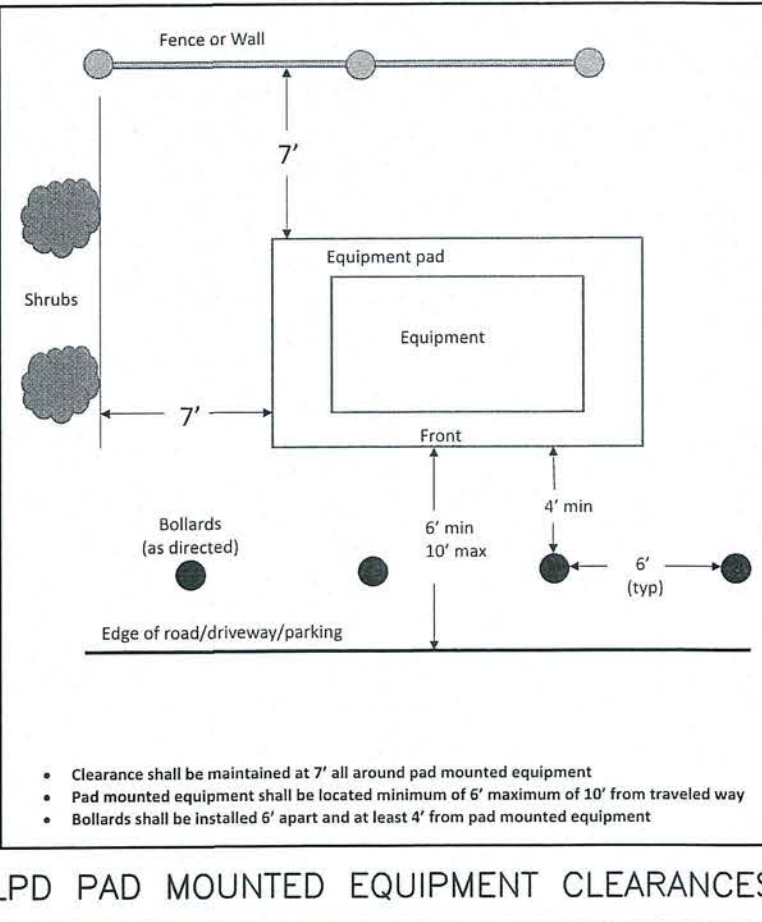 Fence or Wall
7'
Equipment pad
Shrubs
Equipment
7'
Front
4' min
Bollards
(as directed)
6' min
10' max
6'
(typ)
Edge of road/driveway/parking
• Clearance shall be maintained at 7' all around pad mounted equipment
• Pad mounted equipment shall be located minimum of 6' maximum of 10' from traveled way
• Bollards shall be installed 6' apart and at least 4' from pad mounted equipment
LPD PAD MOUNTED EQUIPMENT CLEARANCES